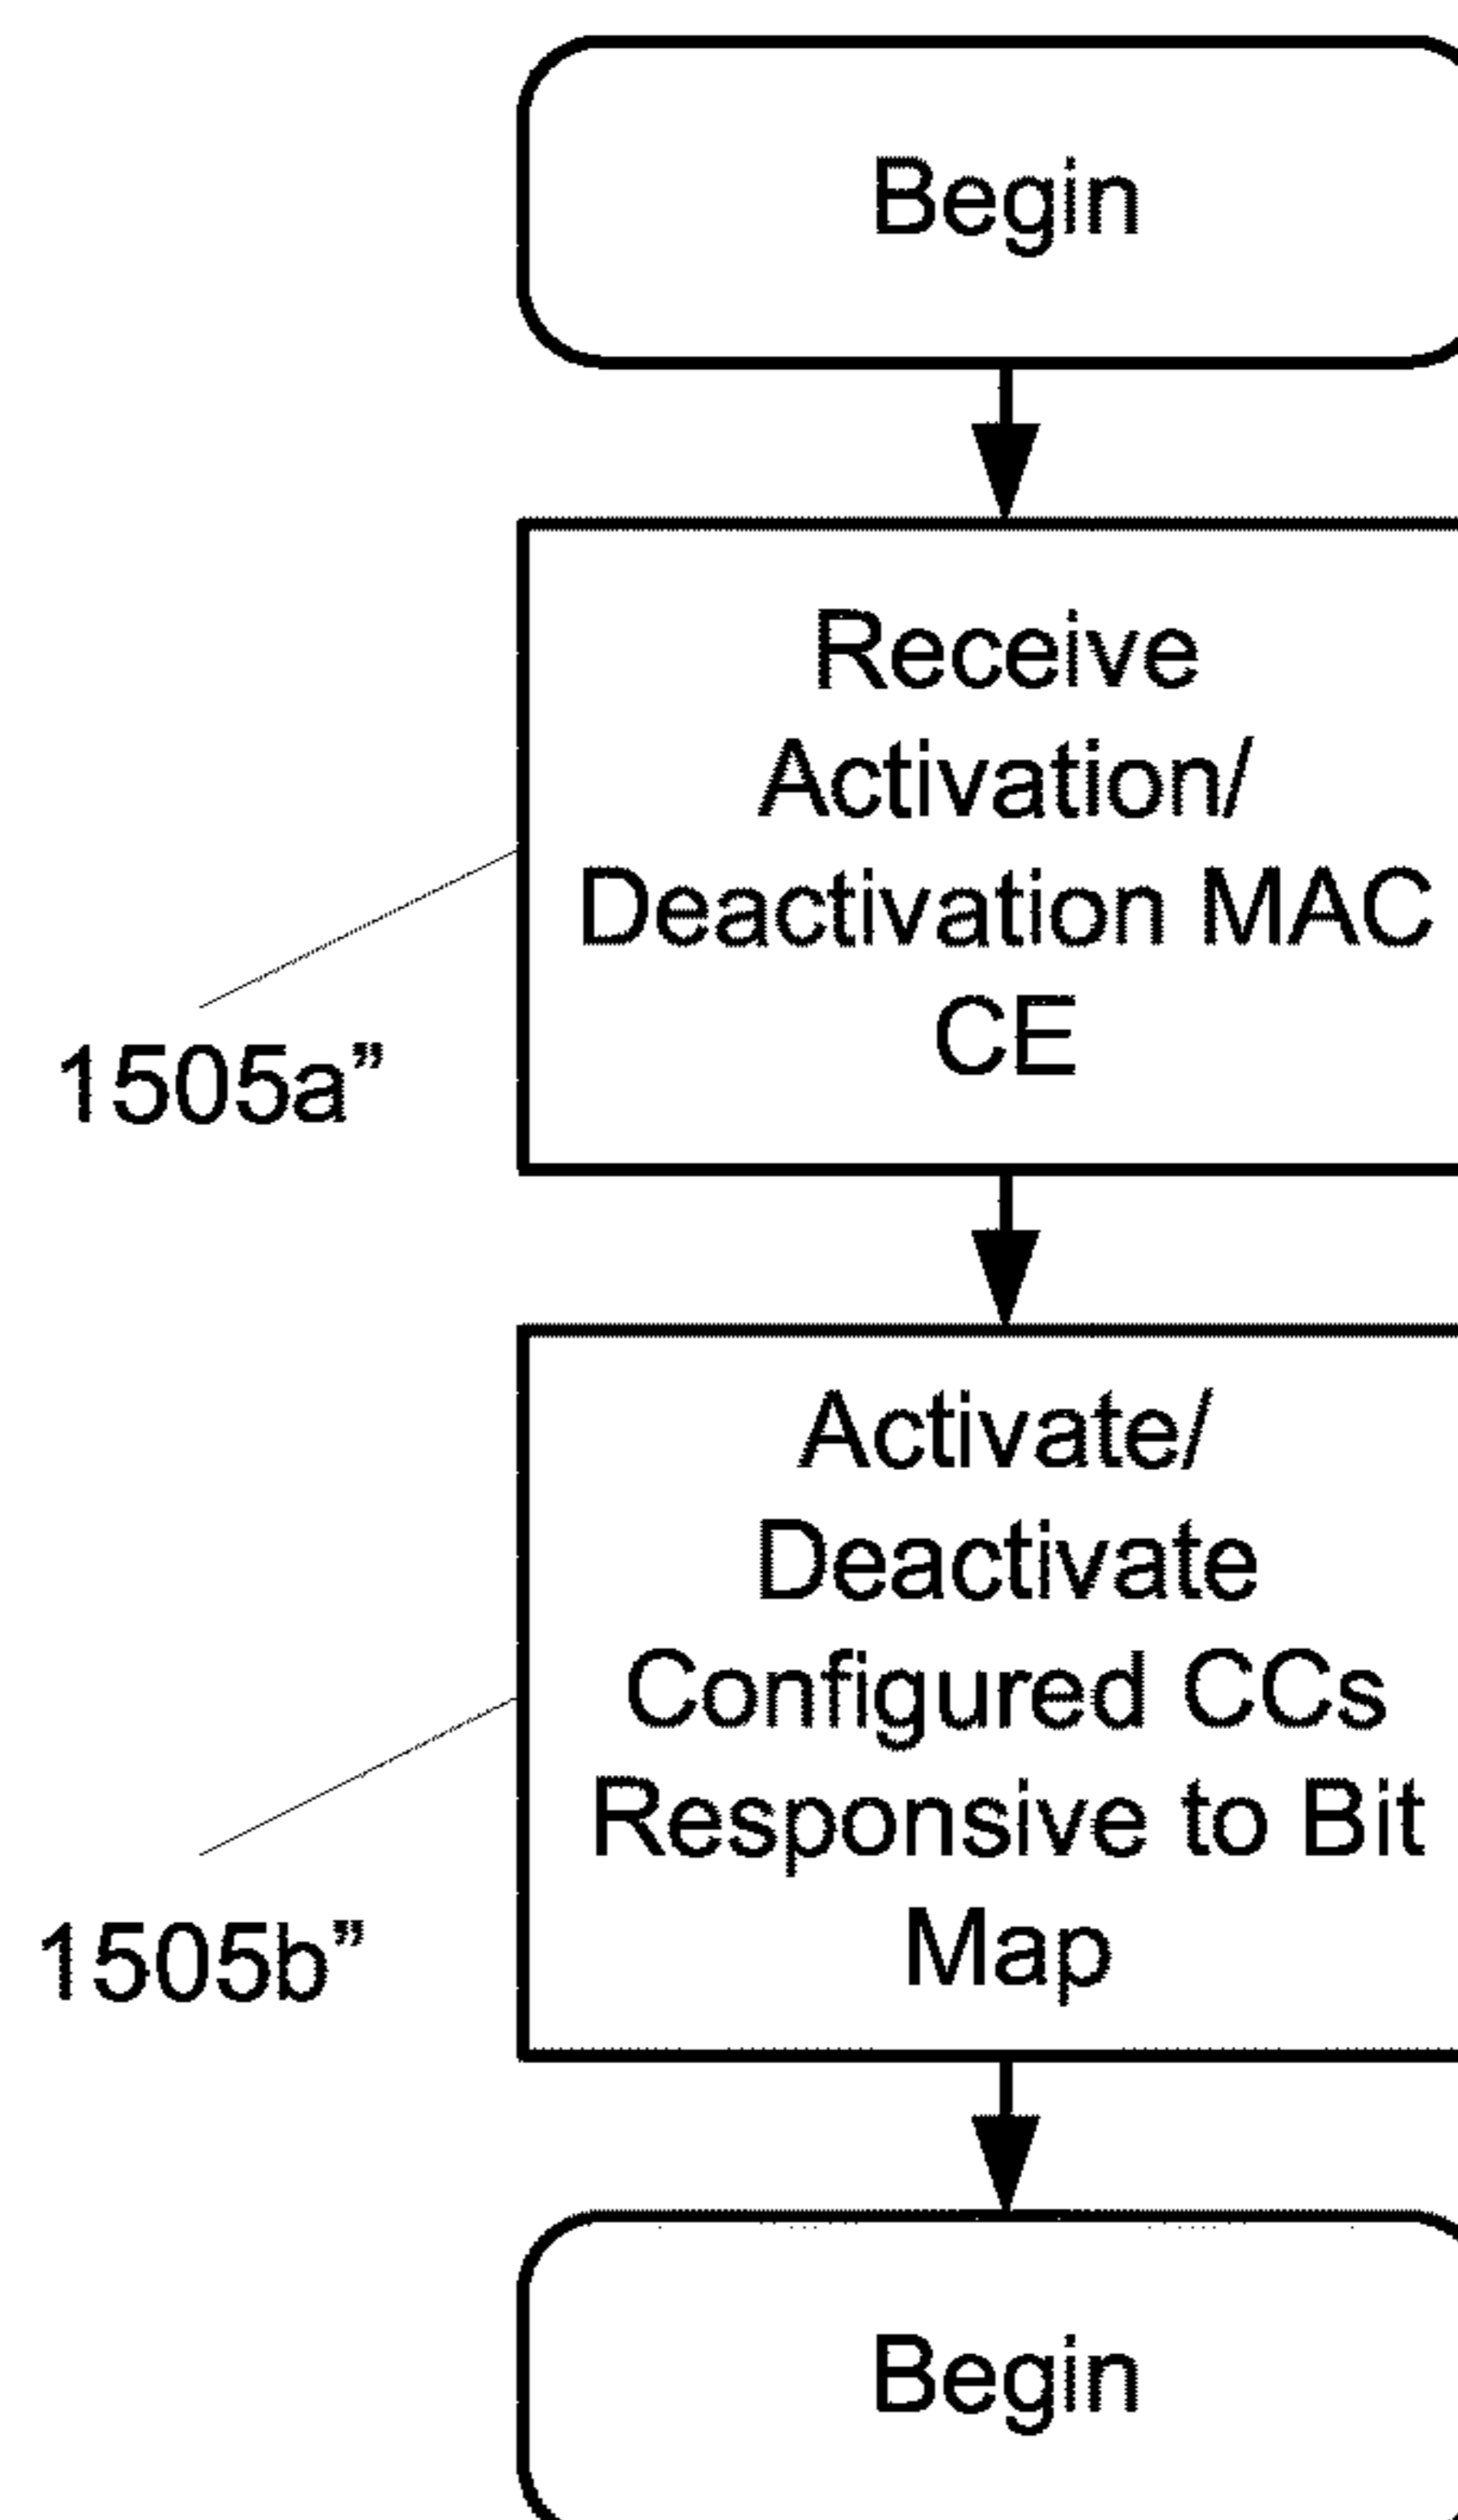 Begin
Receive
Activation/
Deactivation MAC
CE
1505a”
Activate/
Deactivate
Configured CCs
Responsive to Bit
Map
1505b”
Begin